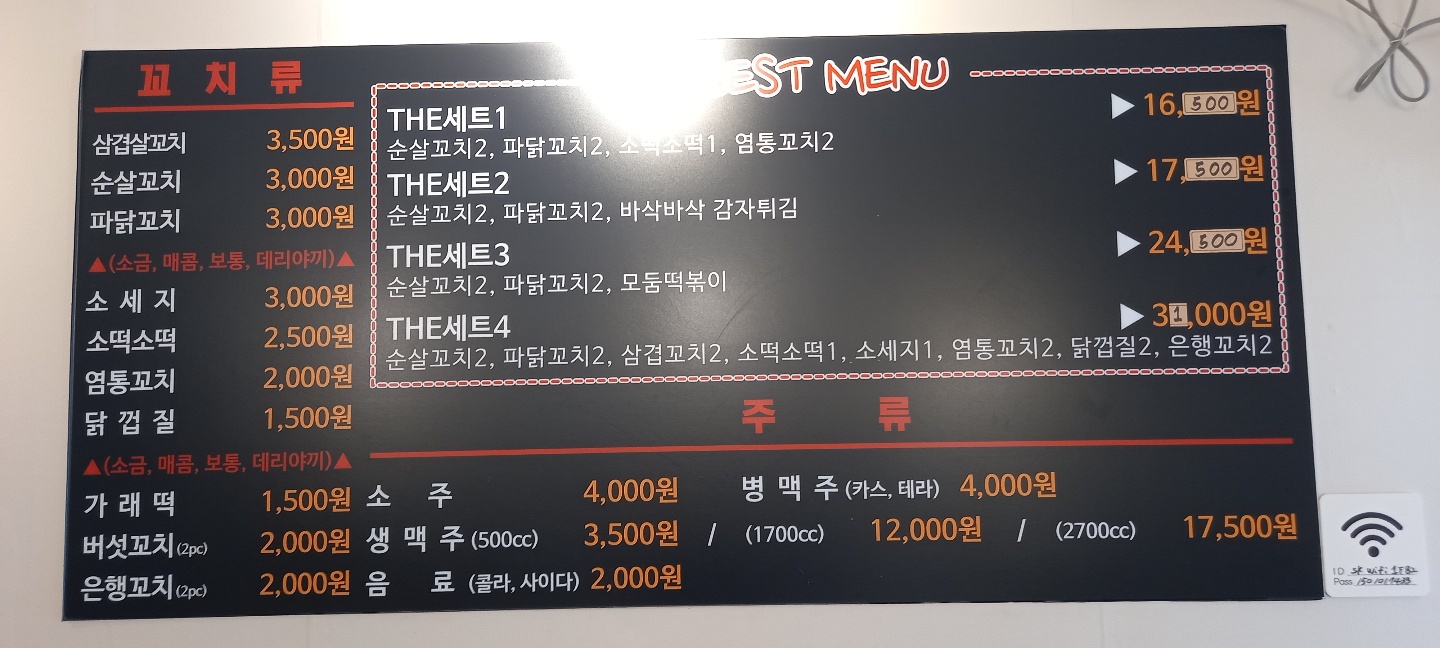 꼬 치 류
삼겹살꼬치 3,500원
순살꼬치 3,000원
파닭꼬치 3,000원
▲(소금, 매콤, 보통, 데리야끼)▲
소 세 지 3,000원
소떡소떡 2,500원
염통꼬치 2,000원
닭 껍 질 1,500원
▲(소금, 매콤, 보통, 데리야끼)▲
가 래 떡 1,500원
버섯꼬치(2pc) 2,000원
은행꼬치(2pc) 2,000원
BEST MENU
THE세트1 ▶ 16,500원
순살꼬치2, 파닭꼬치2, 소떡소떡1, 염통꼬치2
THE세트2 ▶ 17,500원
순살꼬치2, 파닭꼬치2, 바삭바삭 감자튀김
THE세트3 ▶ 24,500원
순살꼬치2, 파닭꼬치2, 모둠떡볶이
THE세트4 ▶ 31,000원
순살꼬치2, 파닭꼬치2, 삼겹꼬치2, 소떡소떡1, 소세지1, 염통꼬치2, 닭껍질2, 은행꼬치2
주 류
소 주 4,000원 병 맥 주 (카스, 테라) 4,000원
생 맥 주 (500cc) 3,500원 / (1700cc) 12,000원 / (2700cc) 17,500원
음 료 (콜라, 사이다) 2,000원
ID
Pass